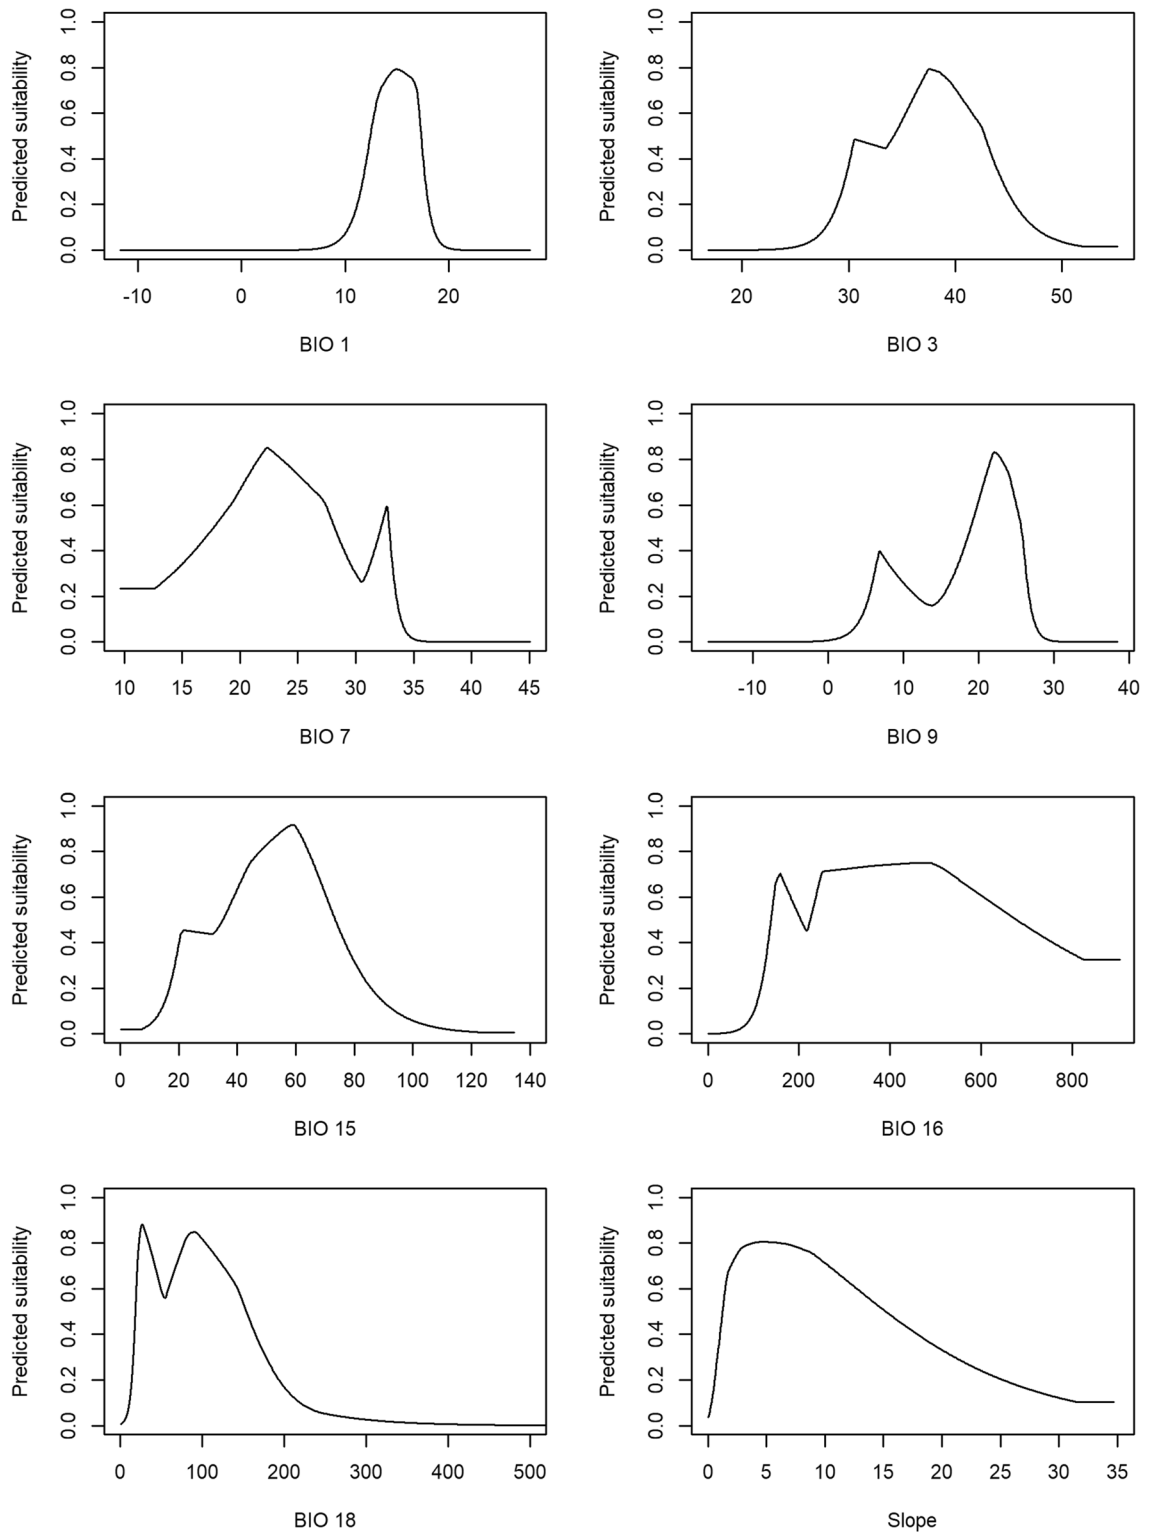 Predicted suitability
0.0 0.2 0.4 0.6 0.8 1.0
-10 0 10 20
BIO 1
Predicted suitability
0.0 0.2 0.4 0.6 0.8 1.0
20 30 40 50
BIO 3
Predicted suitability
0.0 0.2 0.4 0.6 0.8 1.0
10 15 20 25 30 35 40 45
BIO 7
Predicted suitability
0.0 0.2 0.4 0.6 0.8 1.0
-10 0 10 20 30 40
BIO 9
Predicted suitability
0.0 0.2 0.4 0.6 0.8 1.0
0 20 40 60 80 100 120 140
BIO 15
Predicted suitability
0.0 0.2 0.4 0.6 0.8 1.0
0 200 400 600 800
BIO 16
Predicted suitability
0.0 0.2 0.4 0.6 0.8 1.0
0 100 200 300 400 500
BIO 18
Predicted suitability
0.0 0.2 0.4 0.6 0.8 1.0
0 5 10 15 20 25 30 35
Slope